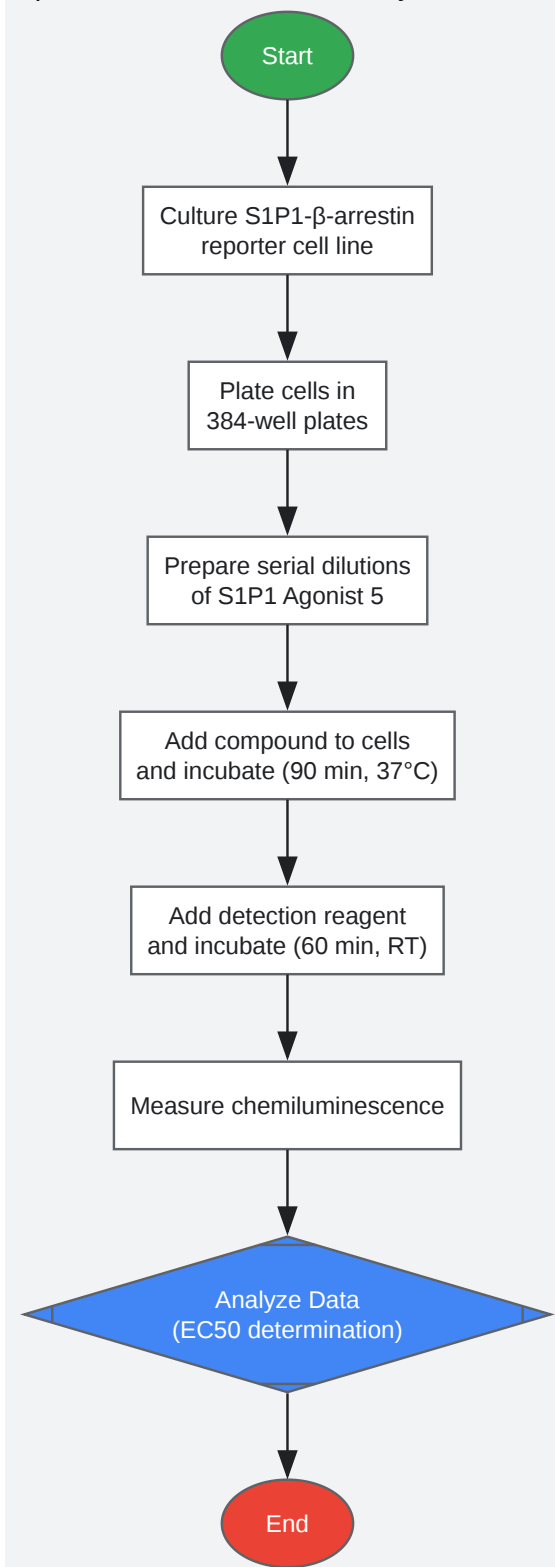 Start
Culture S1P1-β-arrestin
reporter cell line
Plate cells in
384-well plates
Prepare serial dilutions
of S1P1 Agonist 5
Add compound to cells
and incubate (90 min, 37°C)
Add detection reagent
and incubate (60 min, RT)
Measure chemiluminescence
Analyze Data
(EC50 determination)
End